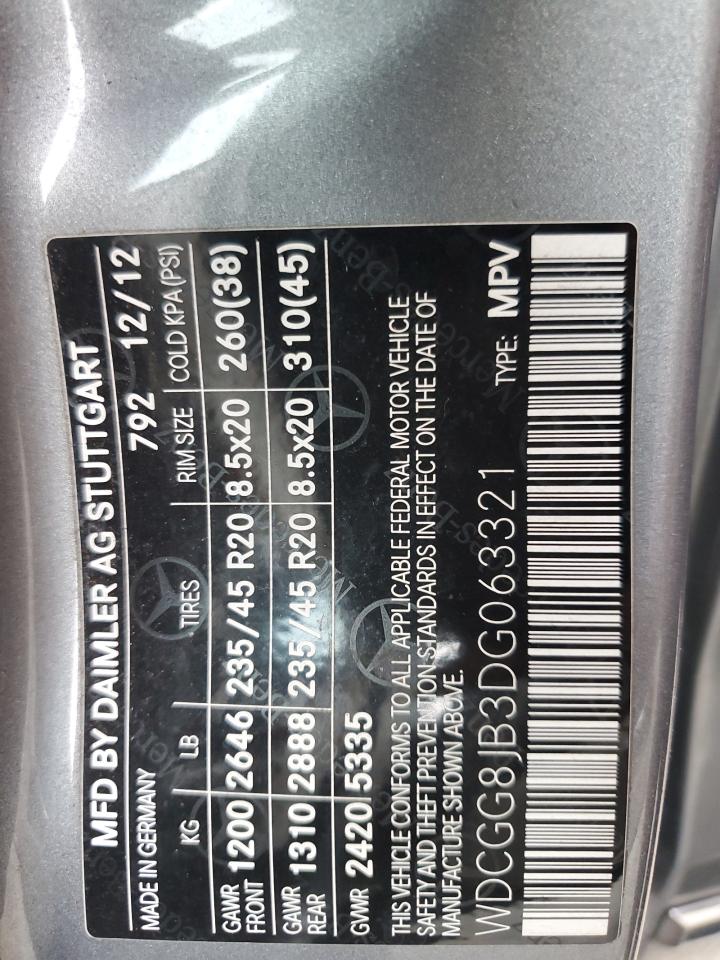 MFD BY DAIMLER AG STUTTGART
MADE IN GERMANY 792 12/12
KG LB TIRES RIM SIZE COLD KPA (PSI)
GAWR FRONT 1200 2646 235/45 R20 8.5x20 260(38)
GAWR REAR 1310 2888 235/45 R20 8.5x20 310(45)
GVWR 2420 5335
THIS VEHICLE CONFORMS TO ALL APPLICABLE FEDERAL MOTOR VEHICLE
SAFETY AND THEFT PREVENTION STANDARDS IN EFFECT ON THE DATE OF
MANUFACTURE SHOWN ABOVE.
WDCGG8JB3DG063321 TYPE: MPV